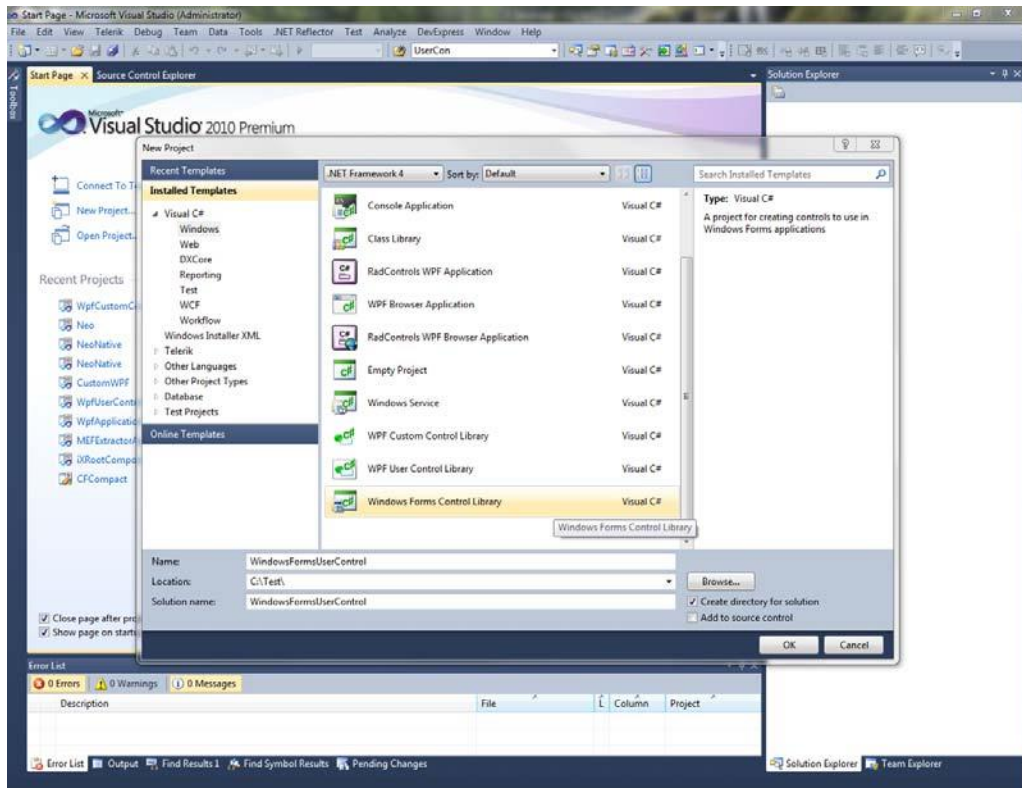 Start Page - Microsoft Visual Studio (Administrator)
File Edit View Telerik Debug Team Data Tools .NET Reflector Test Analyze DevExpress Window Help
UserCon
Toolbox
Start Page
Source Control Explorer
Solution Explorer
Microsoft
Visual Studio 2010 Premium
Connect To
New Project...
Open Project...
Recent Projects
Neo
NeoNative
NeoNative
CustomWPF
CFCompact
Close page after
Show page on
New Project
Recent Templates
Installed Templates
Visual C#
Windows
Web
DXCore
Reporting
Test
WCF
Workflow
Windows Installer XML
Telerik
Other Languages
Other Project Types
Database
Test Projects
Online Templates
.NET Framework 4
Sort by: Default
Console Application Visual C#
Class Library Visual C#
RadControls WPF Application Visual C#
WPF Browser Application Visual C#
RadControls WPF Browser Application Visual C#
Empty Project Visual C#
Windows Service Visual C#
WPF Custom Control Library Visual C#
WPF User Control Library Visual C#
Windows Forms Control Library Visual C#
Windows Forms Control Library
Search Installed Templates
Type: Visual C#
A project for creating controls to use in
Windows Forms applications
Name: WindowsFormsUserControl
Location: C:\Test\
Browse...
Solution name: WindowsFormsUserControl
Create directory for solution
Add to source control
OK Cancel
Error List
0 Errors 0 Warnings 0 Messages
Description File L Column Project
Error List Output Find Results 1 Find Symbol Results Pending Changes
Solution Explorer Team Explorer